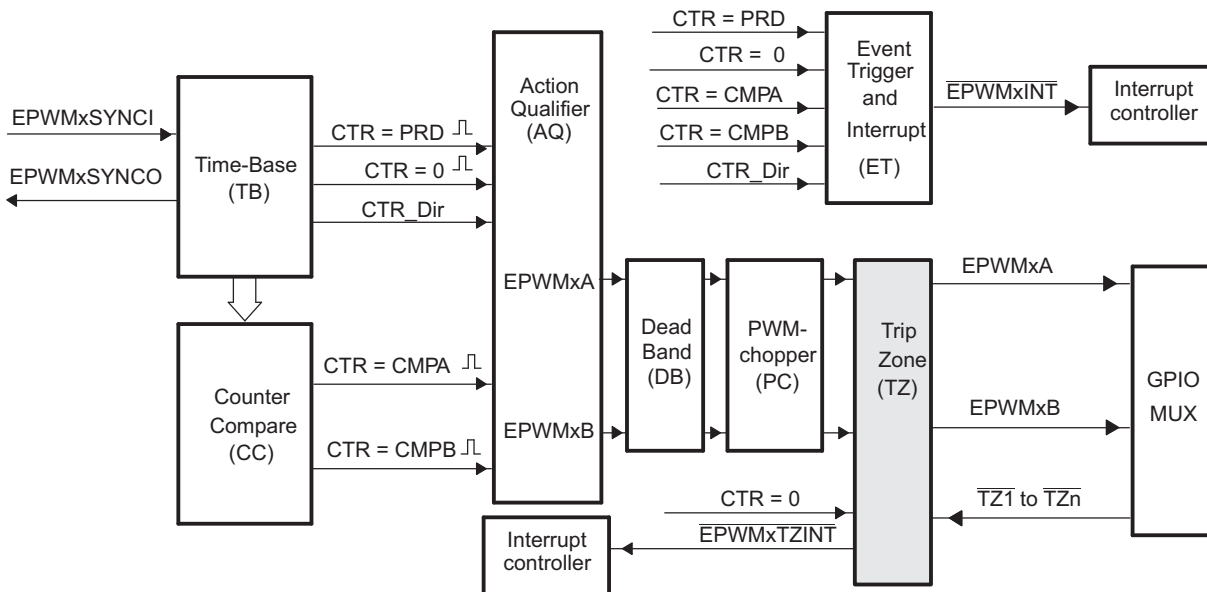 EPWMxSYNCI
EPWMxSYNCO
Time-Base
(TB)
CTR = PRD
CTR = 0
CTR_Dir
Counter
Compare
(CC)
CTR = CMPA
CTR = CMPB
Action
Qualifier
(AQ)
EPWMxA
EPWMxB
CTR = PRD
CTR = 0
CTR = CMPA
CTR = CMPB
CTR_Dir
Event
Trigger
and
Interrupt
(ET)
EPWMxINT
Interrupt
controller
Dead
Band
(DB)
PWM-
chopper
(PC)
Trip
Zone
(TZ)
EPWMxA
EPWMxB
TZ1 to TZn
GPIO
MUX
CTR = 0
EPWMxTZINT
Interrupt
controller